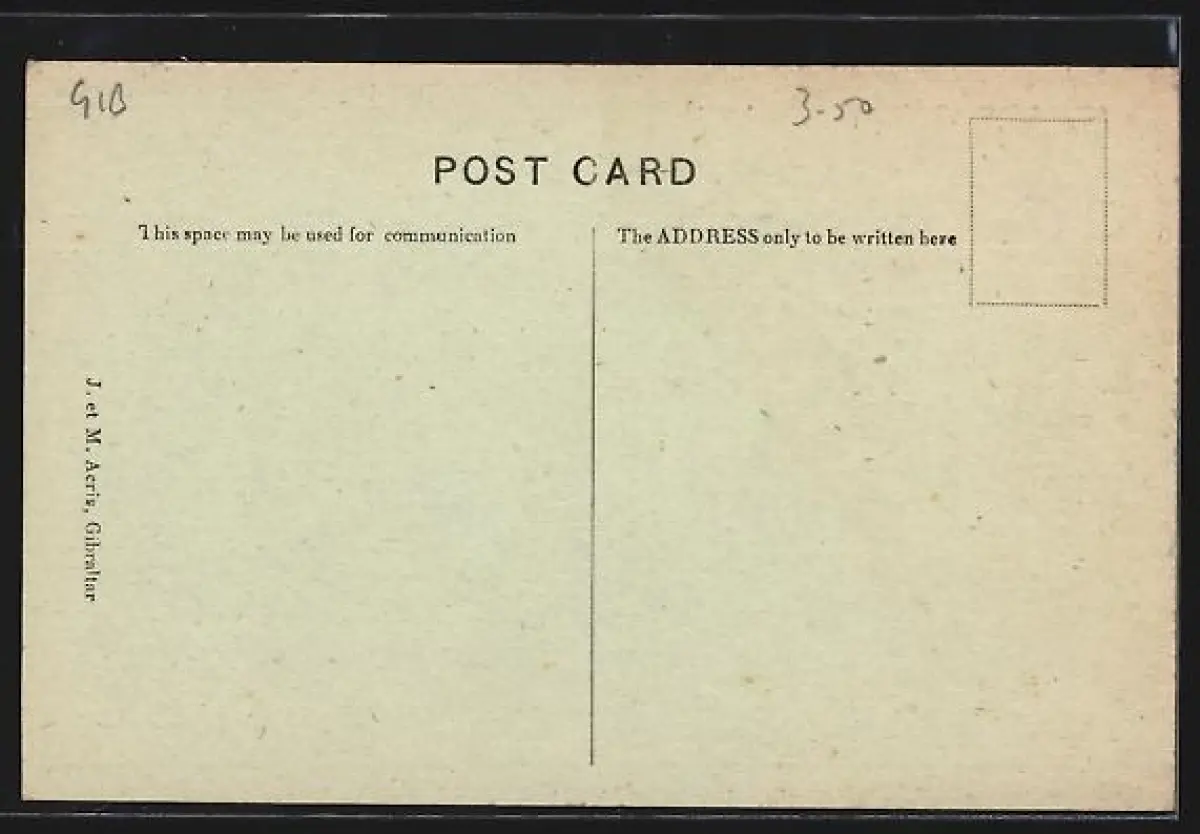 GIB
3-50
POST CARD
This space may be used for communication
The ADDRESS only to be written here
J. et M. Acris, Gibraltar